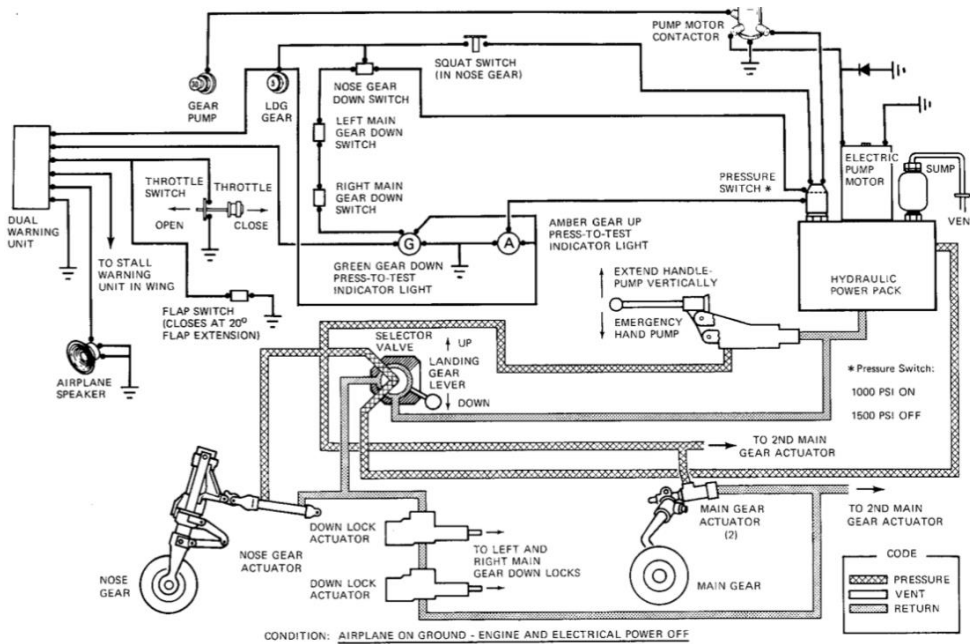 PUMP MOTOR
CONTACTOR
SQUAT SWITCH
(IN NOSE GEAR)
30
GEAR
PUMP
5
LDG
GEAR
NOSE GEAR
DOWN SWITCH
LEFT MAIN
GEAR DOWN
SWITCH
RIGHT MAIN
GEAR DOWN
SWITCH
PRESSURE
SWITCH *
ELECTRIC
PUMP
MOTOR
SUMP
VEN
DUAL
WARNING
UNIT
THROTTLE
SWITCH
THROTTLE
OPEN
CLOSE
TO STALL
WARNING
UNIT IN WING
G
A
AMBER GEAR UP
PRESS-TO-TEST
INDICATOR LIGHT
GREEN GEAR DOWN
PRESS-TO-TEST
INDICATOR LIGHT
FLAP SWITCH
(CLOSES AT 20°
FLAP EXTENSION)
AIRPLANE
SPEAKER
EXTEND HANDLE-
PUMP VERTICALLY
EMERGENCY
HAND PUMP
HYDRAULIC
POWER PACK
SELECTOR
VALVE
UP
LANDING
GEAR
LEVER
DOWN
* Pressure Switch:
1000 PSI ON
1500 PSI OFF
TO 2ND MAIN
GEAR ACTUATOR
TO 2ND MAIN
GEAR ACTUATOR
MAIN GEAR
ACTUATOR
(2)
MAIN GEAR
NOSE
GEAR
NOSE GEAR
ACTUATOR
DOWN LOCK
ACTUATOR
TO LEFT AND
RIGHT MAIN
GEAR DOWN LOCKS
DOWN LOCK
ACTUATOR
CODE
PRESSURE
VENT
RETURN
CONDITION: AIRPLANE ON GROUND - ENGINE AND ELECTRICAL POWER OFF